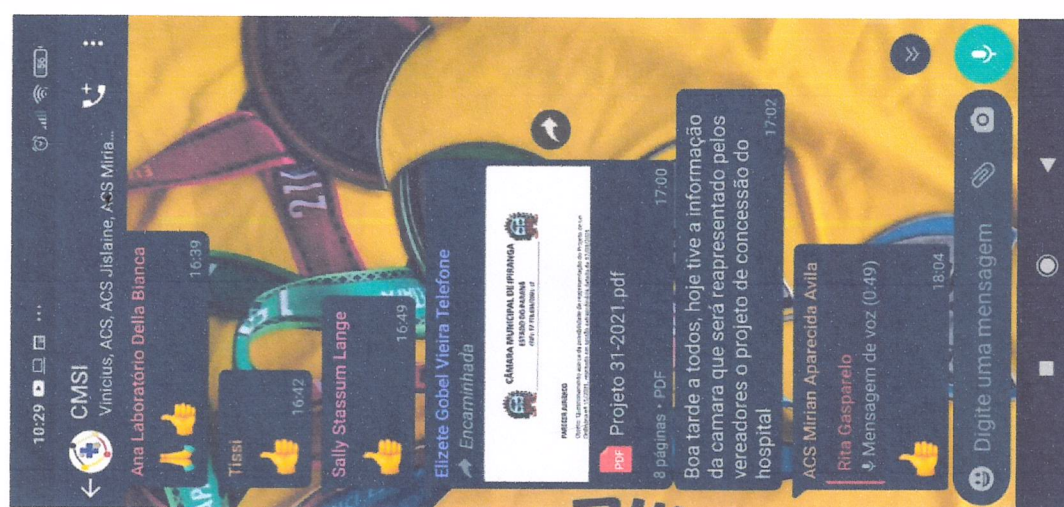 10:29
56
CMSI
Vinicius, ACS, ACS Jislaine, ACS Miria...
Ana Laboratorio Della Bianca
16:39
Tissi
16:42
Sally Stassum Lange
16:49
Elizete Gobel Vieira Telefone
Encaminhada
CÂMARA MUNICIPAL DE IPIRANGA
ESTADO DO PARANÁ
PARECER JURÍDICO
PDF
Projeto 31-2021.pdf
8 páginas • PDF
17:00
Boa tarde a todos, hoje tive a informação
da camara que será reapresentado pelos
vereadores o projeto de concessão do
hospital
17:02
ACS Mirian Aparecida Avila
Rita Gasparelo
Mensagem de voz (0:49)
18:04
Digite uma mensagem
210